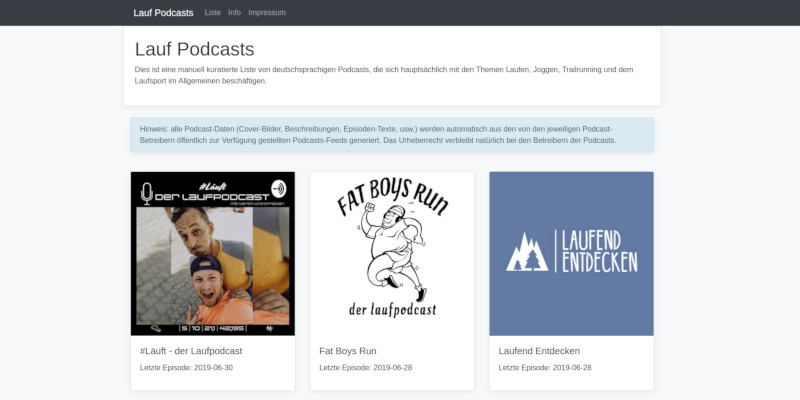 Lauf Podcasts Liste Info Impressum
Lauf Podcasts
Dies ist eine manuell kuratierte Liste von deutschsprachigen Podcasts, die sich hauptsächlich mit den Themen Laufen, Joggen, Trailrunning und dem
Laufsport im Allgemeinen beschäftigen.
Hinweis: alle Podcast-Daten (Cover-Bilder, Beschreibungen, Episoden-Texte, usw.) werden automatisch aus den von den jeweiligen Podcast-
Betreibern öffentlich zur Verfügung gestellten Podcasts-Feeds generiert. Das Urheberrecht verbleibt natürlich bei den Betreibern der Podcasts.
#Läuft
DER LAUFPODCAST
| 5 | 10 | 21 | 42,195 |
#Läuft - der Laufpodcast
Letzte Episode: 2019-06-30
FAT BOYS RUN
der laufpodcast
Fat Boys Run
Letzte Episode: 2019-06-28
LAUFEND
ENTDECKEN
Laufend Entdecken
Letzte Episode: 2019-06-28